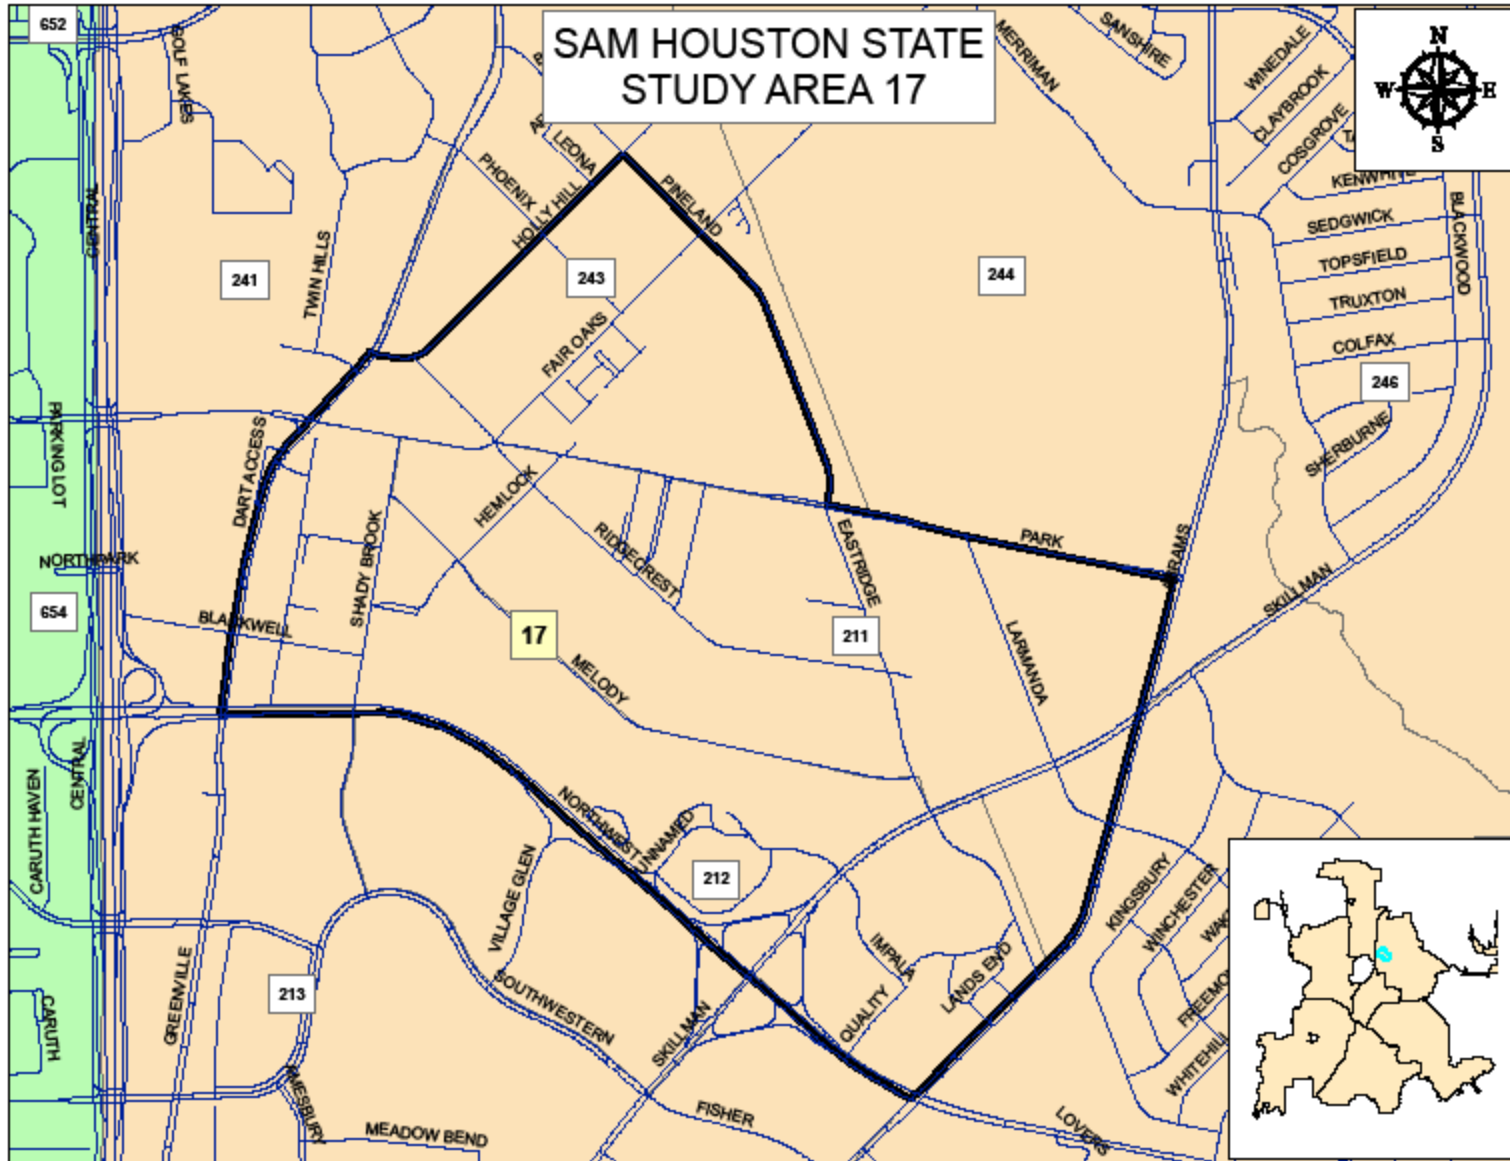 652
SAM HOUSTON STATE
STUDY AREA 17
N
W
E
S
MERRIMAN
SANSHIRE
WINEDALE
CLAYBROOK
COSGROVE
KENWHITE
BLACKWOOD
SEDGWICK
TOPSFIELD
TRUXTON
COLFAX
246
SHERBURNE
GOLF LAKES
CENTRAL
LEONA
PHOENIX
HOLLY HILL
PINELAND
241
TWIN HILLS
243
244
FAIR OAKS
PARKING LOT
DART ACCESS
HEMLOCK
SHADY BROOK
RIDGECREST
EASTRIDGE
PARK
ABRAMS
SKILLMAN
NORTHPARK
654
BLACKWELL
17
211
LARMANDA
MELODY
CARUTH HAVEN
CENTRAL
NORTHWEST
UNNAMED
VILLAGE GLEN
212
KINGSBURY
WINCHESTER
IMPALA
QUALITY
LANDS END
GREENVILLE
213
SOUTHWESTERN
SKILLMAN
WHITEHILL
CARUTH
AMESBURY
MEADOW BEND
FISHER
LOVERS